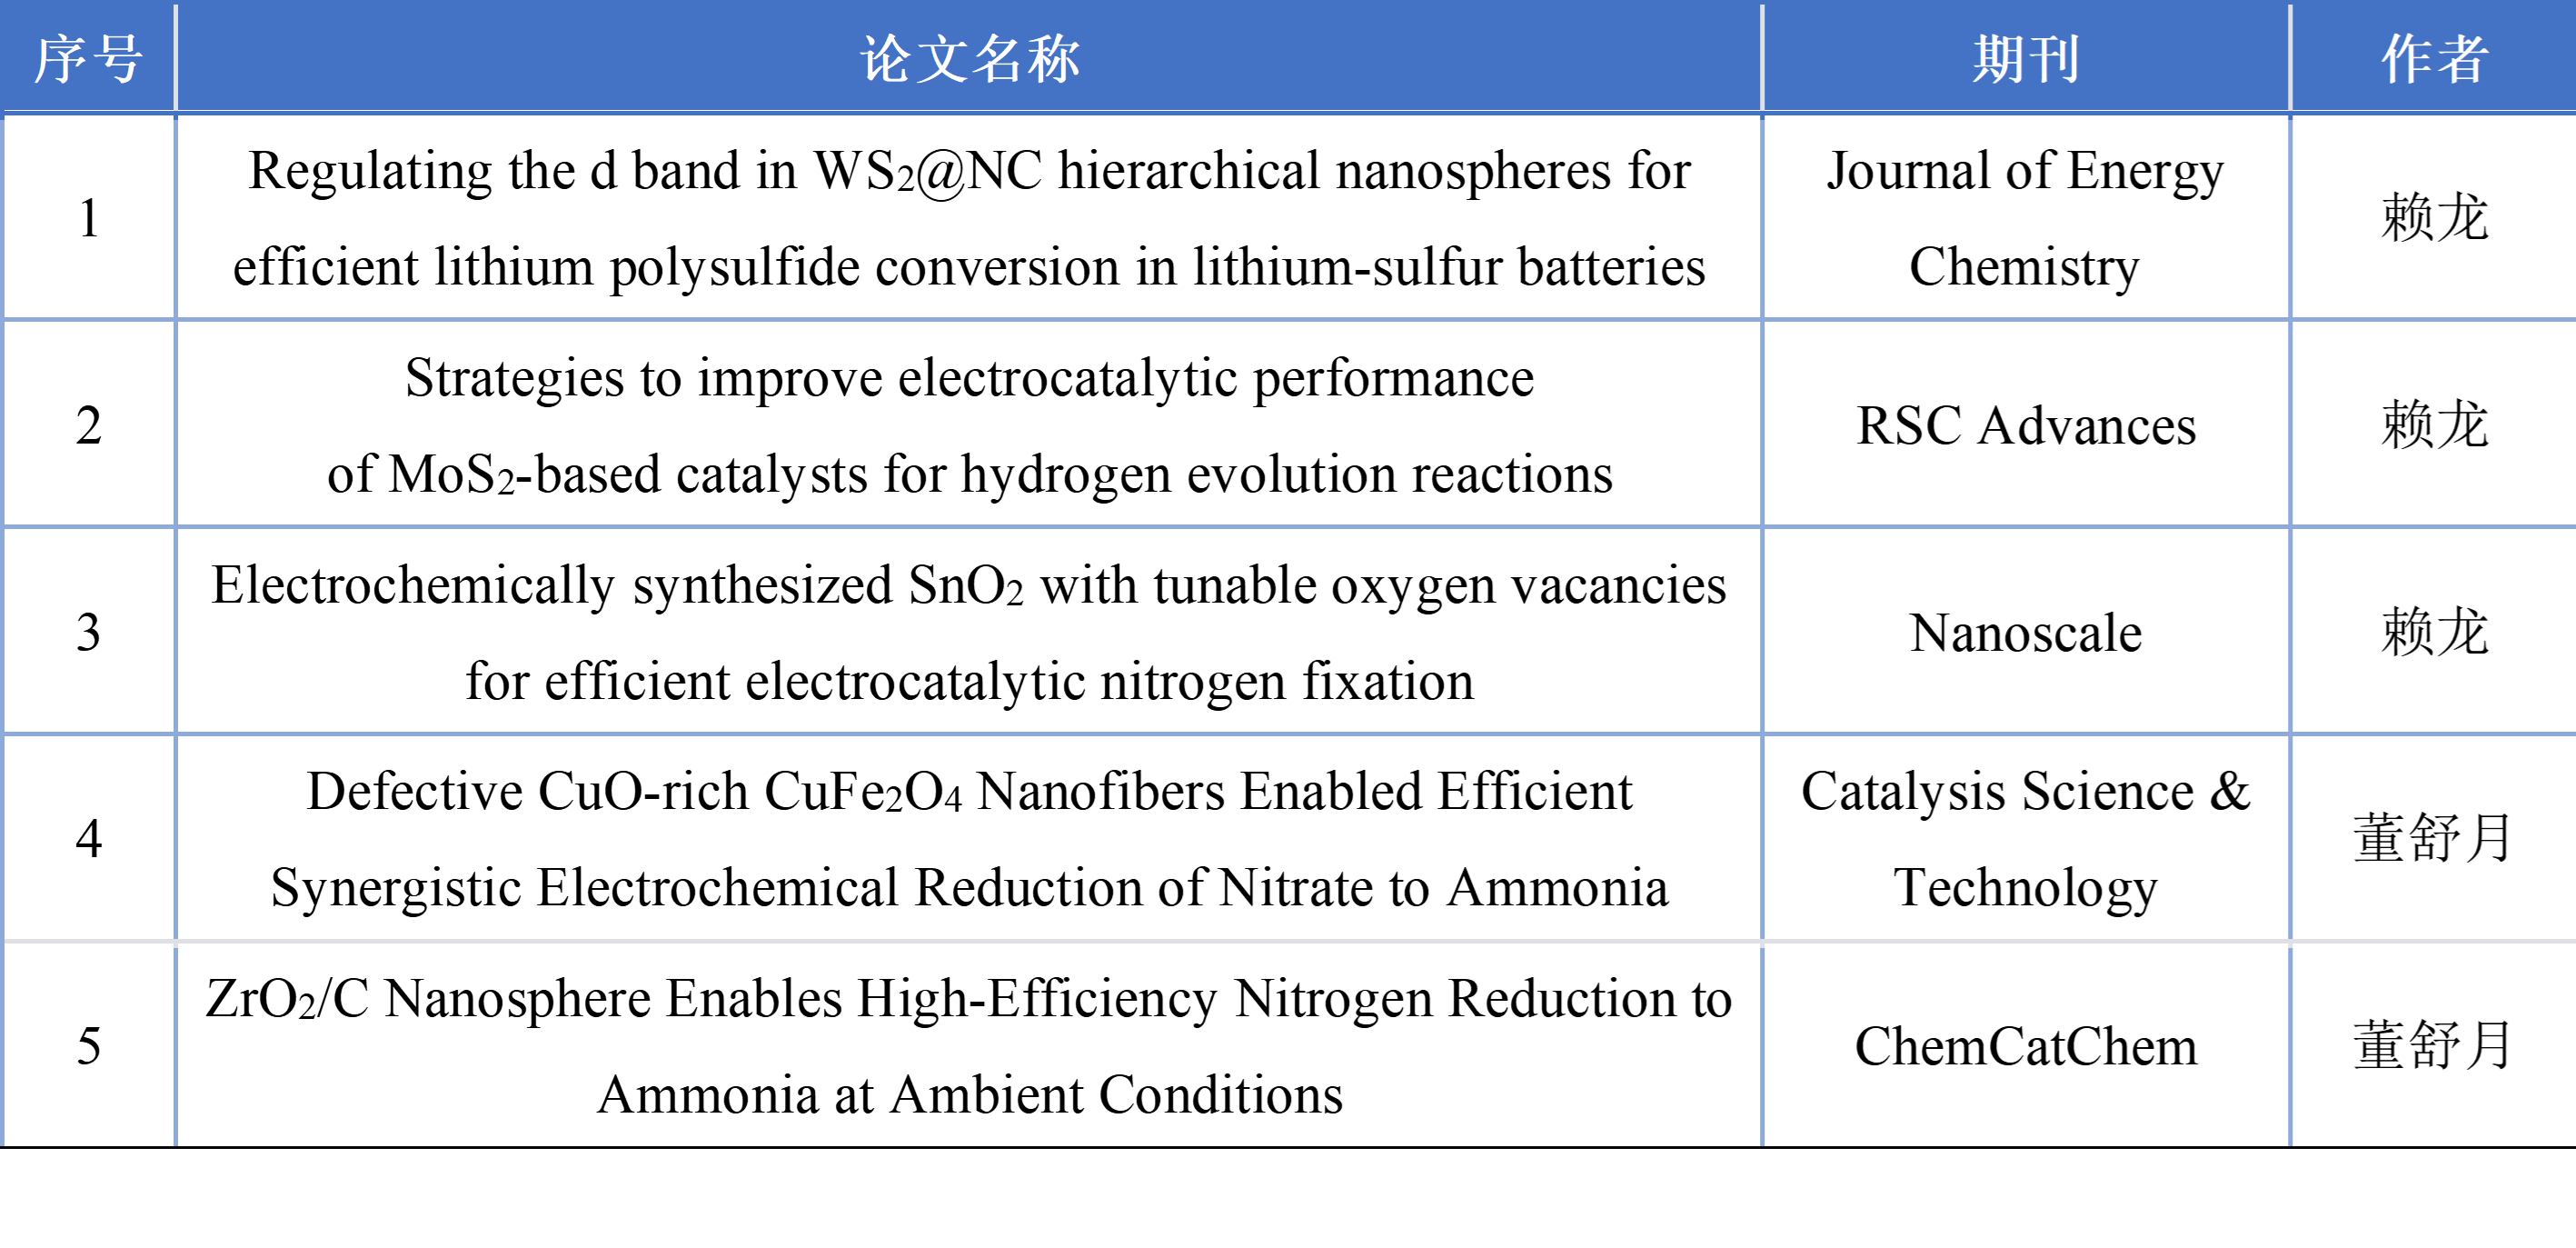 序号 论文名称 期刊 作者
1 Regulating the d band in WS₂@NC hierarchical nanospheres for
efficient lithium polysulfide conversion in lithium-sulfur batteries
Journal of Energy
Chemistry
赖龙
2 Strategies to improve electrocatalytic performance
of MoS₂-based catalysts for hydrogen evolution reactions
RSC Advances
赖龙
3 Electrochemically synthesized SnO₂ with tunable oxygen vacancies
for efficient electrocatalytic nitrogen fixation
Nanoscale
赖龙
4 Defective CuO-rich CuFe₂O₄ Nanofibers Enabled Efficient
Synergistic Electrochemical Reduction of Nitrate to Ammonia
Catalysis Science &
Technology
董舒月
5 ZrO₂/C Nanosphere Enables High-Efficiency Nitrogen Reduction to
Ammonia at Ambient Conditions
ChemCatChem
董舒月